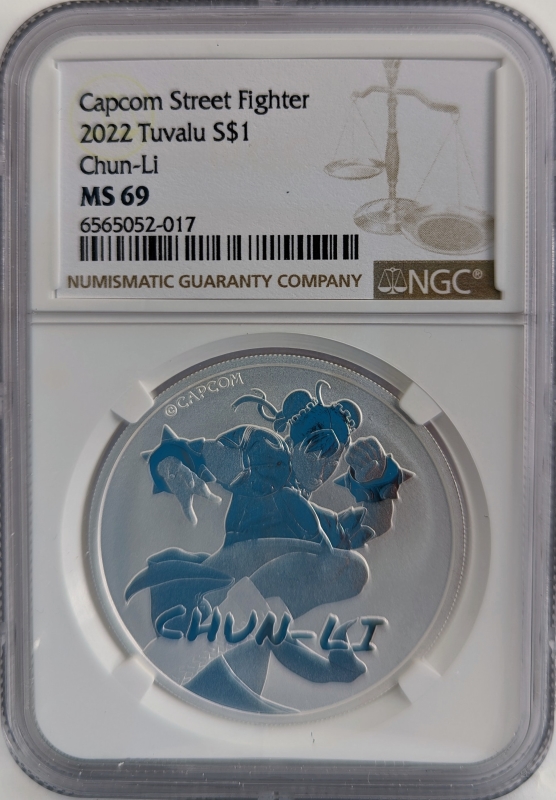 Capcom Street Fighter
2022 Tuvalu S$1
Chun-Li
MS 69
6565052-017
NUMISMATIC GUARANTY COMPANY
NGC®
©CAPCOM
CHUN-LI